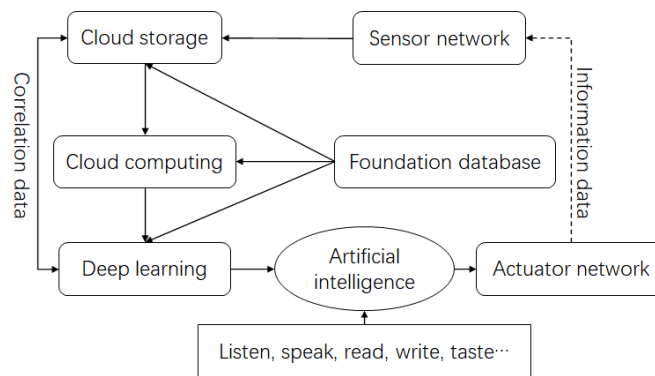 Cloud storage
Sensor network
Correlation data
Information data
Cloud computing
Foundation database
Deep learning
Artificial
intelligence
Actuator network
Listen, speak, read, write, taste…